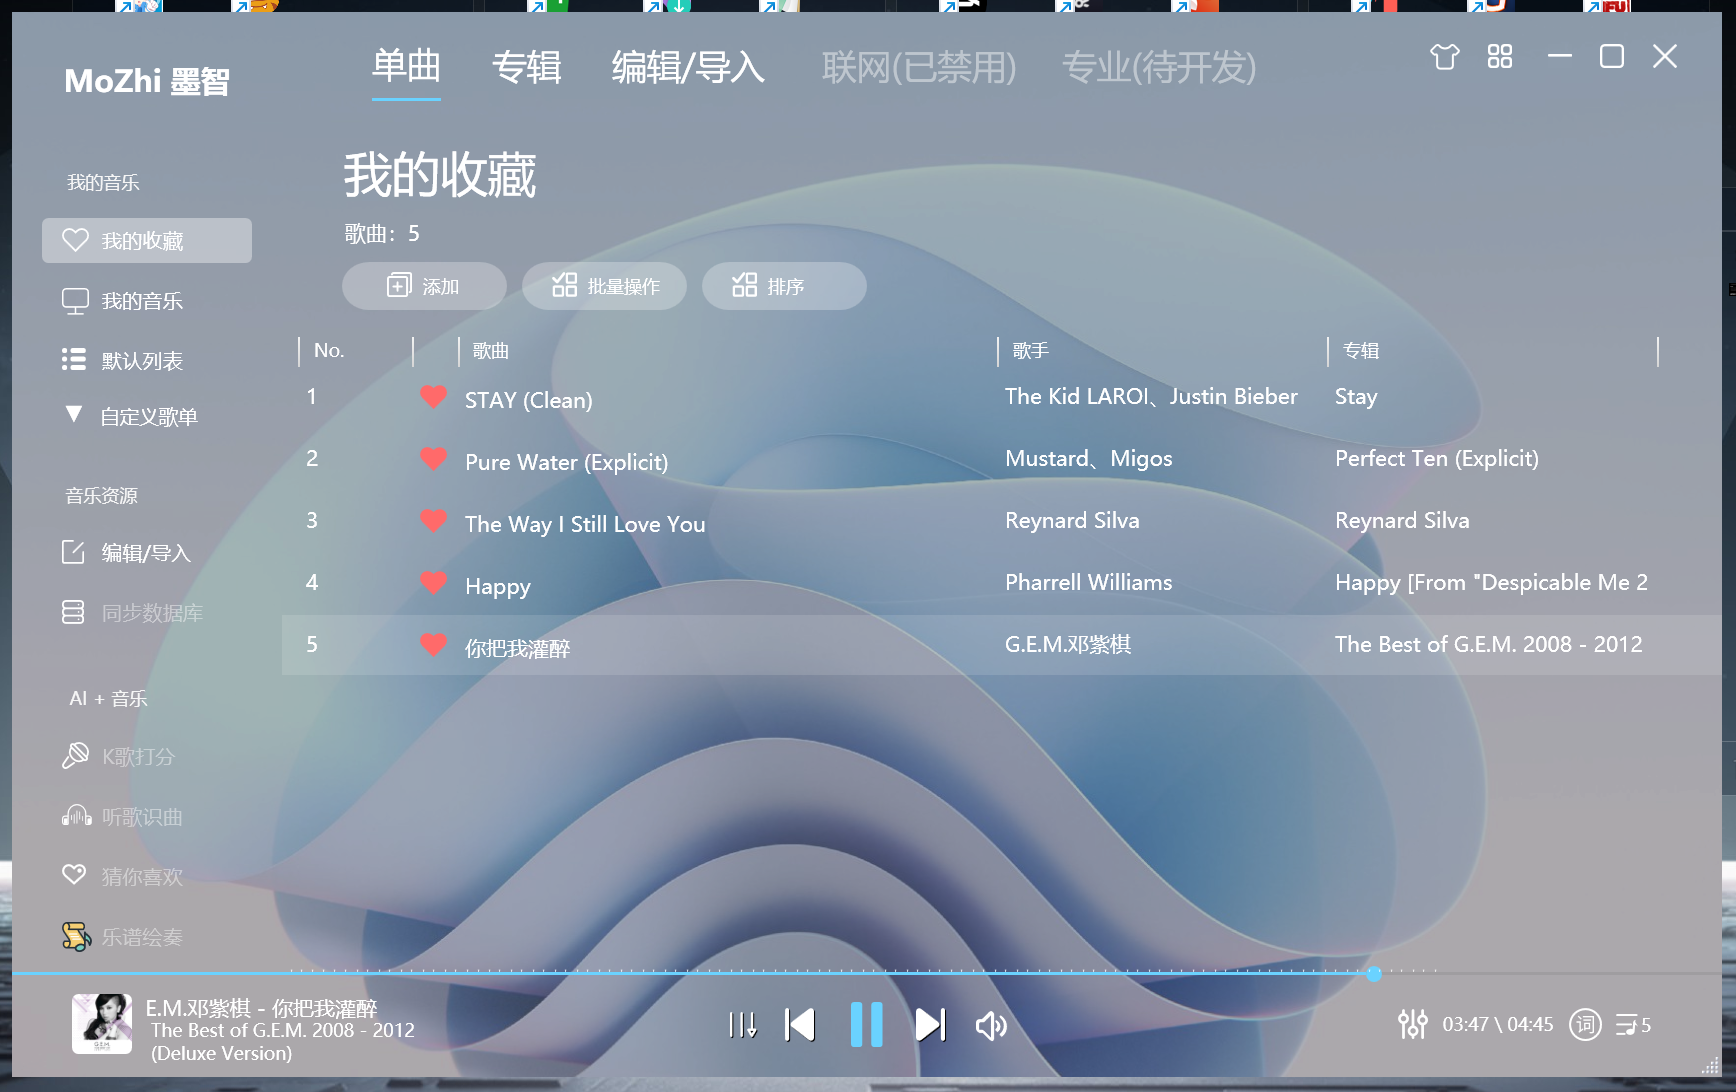 MoZhi 墨智
单曲 专辑 编辑/导入 联网(已禁用) 专业(待开发)
我的音乐
我的收藏
我的音乐
默认列表
自定义歌单
音乐资源
编辑/导入
同步数据库
AI + 音乐
K歌打分
听歌识曲
猜你喜欢
乐谱绘奏
我的收藏
歌曲：5
添加 批量操作 排序
No. 歌曲 歌手 专辑
1 STAY (Clean) The Kid LAROI、Justin Bieber Stay
2 Pure Water (Explicit) Mustard、Migos Perfect Ten (Explicit)
3 The Way I Still Love You Reynard Silva Reynard Silva
4 Happy Pharrell Williams Happy [From "Despicable Me 2
5 你把我灌醉 G.E.M.邓紫棋 The Best of G.E.M. 2008 - 2012
E.M.邓紫棋 - 你把我灌醉
The Best of G.E.M. 2008 - 2012
(Deluxe Version)
03:47 \ 04:45 词 5